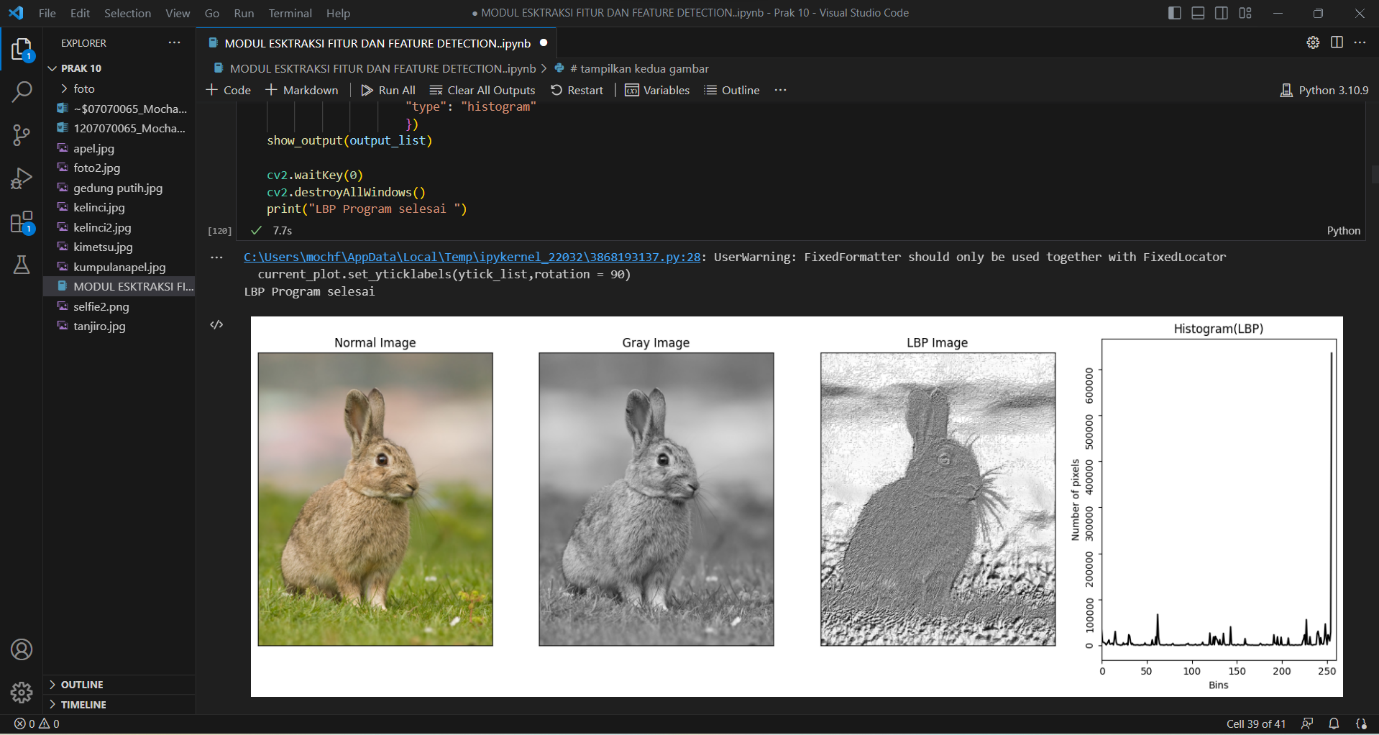 File Edit Selection View Go Run Terminal Help
● MODUL ESKTRAKSI FITUR DAN FEATURE DETECTION..ipynb - Prak 10 - Visual Studio Code
EXPLORER
PRAK 10
foto
~$07070065_Mocha...
1207070065_Mocha...
apel.jpg
foto2.jpg
gedung putih.jpg
kelinci.jpg
kelinci2.jpg
kimetsu.jpg
kumpulanapel.jpg
MODUL ESKTRAKSI FI...
selfie2.png
tanjiro.jpg
OUTLINE
TIMELINE
1
1
MODUL ESKTRAKSI FITUR DAN FEATURE DETECTION..ipynb ●
MODUL ESKTRAKSI FITUR DAN FEATURE DETECTION..ipynb > # tampilkan kedua gambar
+ Code + Markdown Run All Clear All Outputs Restart Variables Outline ... Python 3.10.9
"type": "histogram"
})
show_output(output_list)
cv2.waitKey(0)
cv2.destroyAllWindows()
print("LBP Program selesai ")
[120] ✓ 7.7s Python
C:\Users\mochf\AppData\Local\Temp\ipykernel_22032\3868193137.py:28: UserWarning: FixedFormatter should only be used together with FixedLocator
current_plot.set_yticklabels(ytick_list,rotation = 90)
LBP Program selesai
Normal Image
Gray Image
LBP Image
Histogram(LBP)
Number of pixels
600000
500000
400000
300000
200000
100000
0
0 50 100 150 200 250
Bins
0 0 Cell 39 of 41